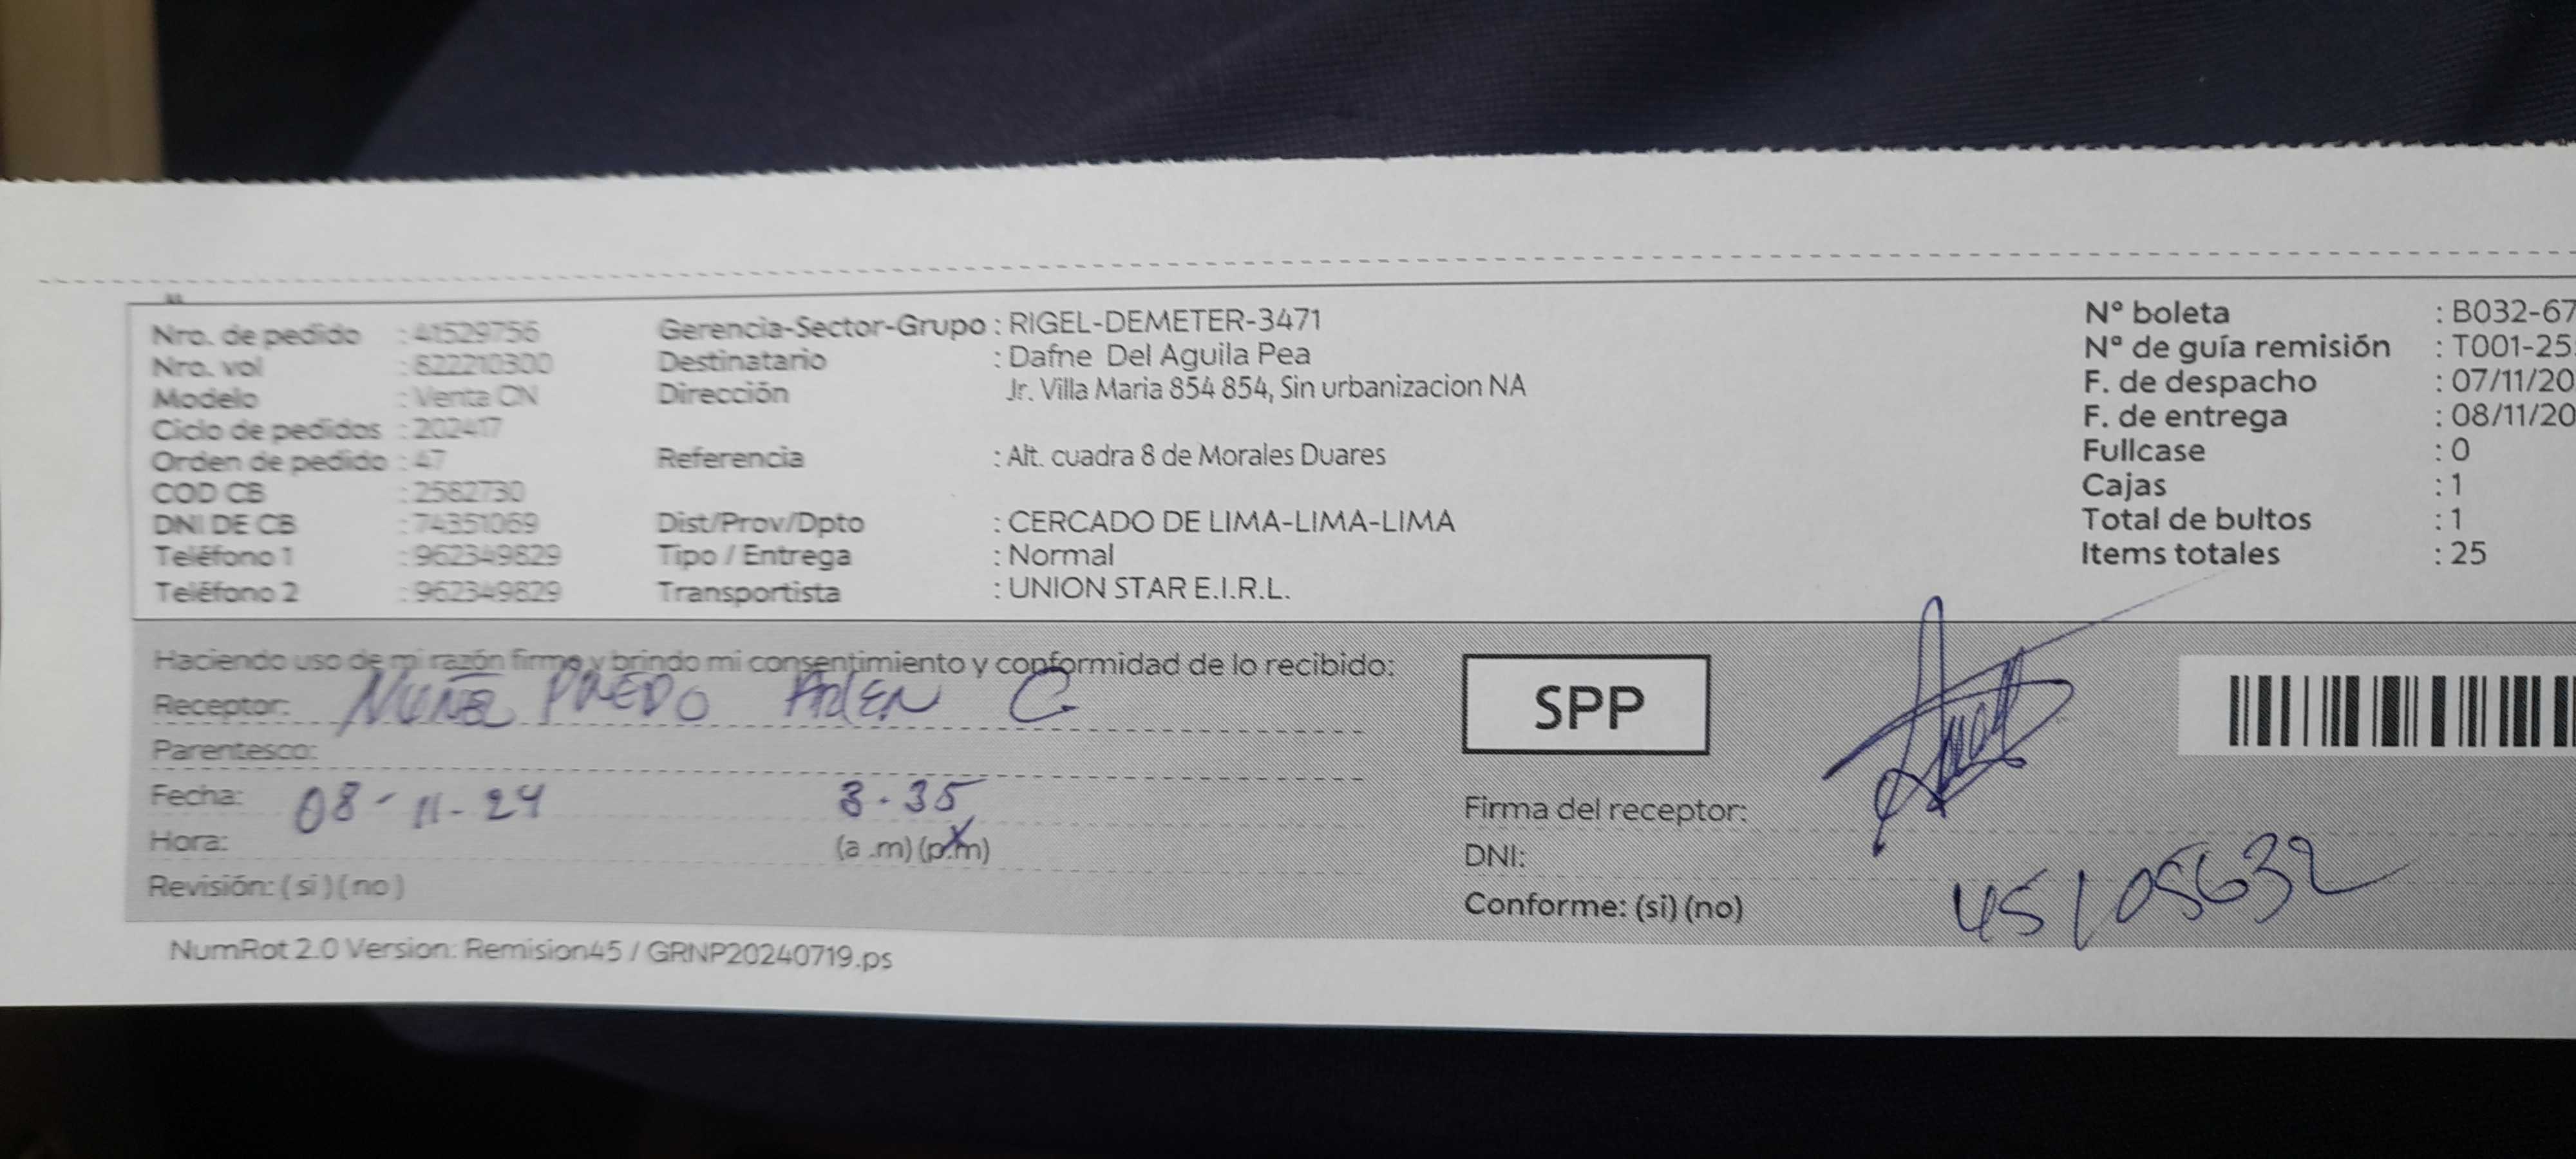 Nro. de pedido : 41529756
Nro. vol : 822210300
Modelo : Venta CN
Ciclo de pedidos : 202417
Orden de pedido : 47
COD CB : 2582730
DNI DE CB : 74351069
Teléfono 1 : 962349829
Teléfono 2 : 962349829
Gerencia-Sector-Grupo : RIGEL-DEMETER-3471
Destinatario : Dafne Del Aguila Pea
Dirección Jr. Villa Maria 854 854, Sin urbanizacion NA
Referencia : Alt. cuadra 8 de Morales Duares
Dist/Prov/Dpto : CERCADO DE LIMA-LIMA-LIMA
Tipo / Entrega : Normal
Transportista : UNION STAR E.I.R.L.
Nº boleta : B032-67
Nº de guía remisión : T001-25
F. de despacho : 07/11/20
F. de entrega : 08/11/20
Fullcase : 0
Cajas : 1
Total de bultos : 1
Items totales : 25
Haciendo uso de mi razón firmo y brindo mi consentimiento y conformidad de lo recibido:
Receptor: C.
Parentesco:
Fecha: 08-11-24 3.35
Hora: (a .m) (p.m)
Revisión: ( si ) ( no )
SPP
Firma del receptor:
DNI: 45105632
Conforme: (si) (no)
NumRot 2.0 Version: Remision45 / GRNP20240719.ps